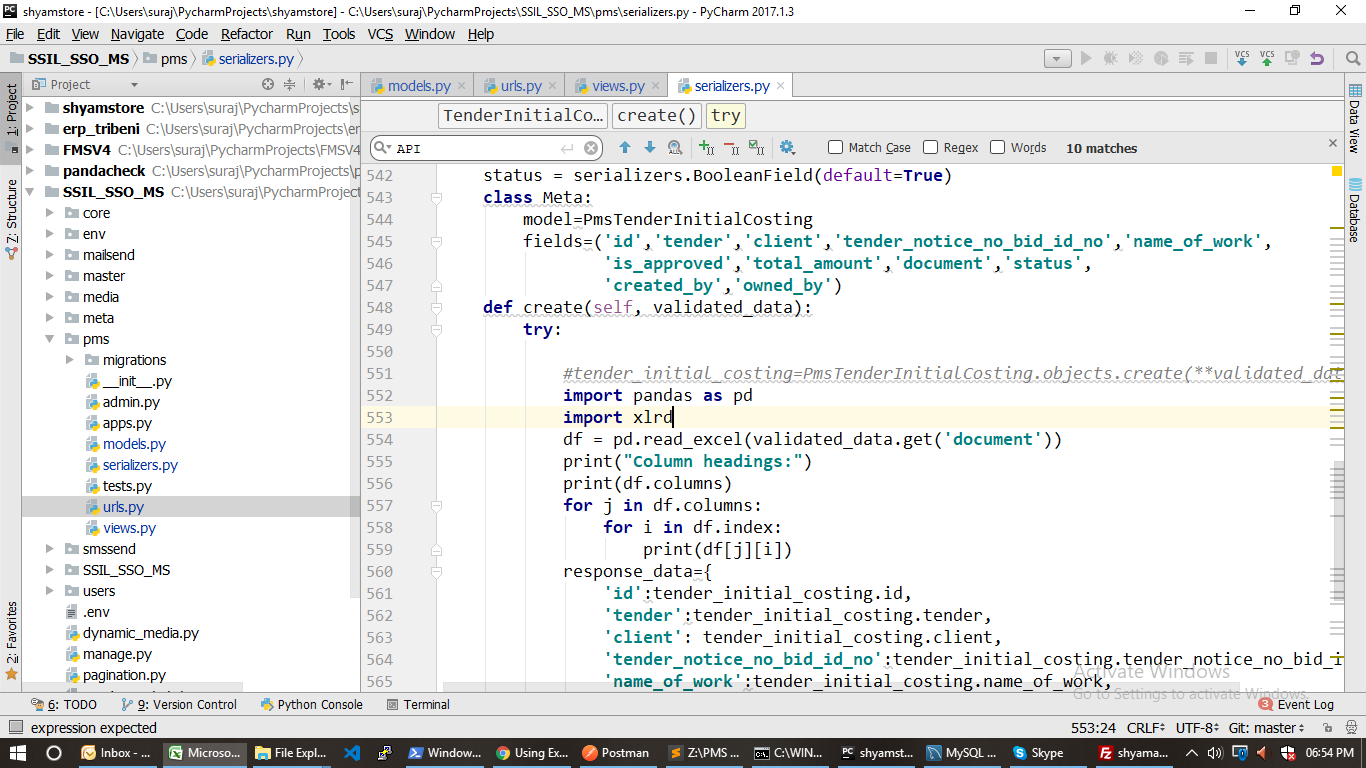 shyamstore - [C:\Users\suraj\PycharmProjects\shyamstore] - C:\Users\suraj\PycharmProjects\SSIL_SSO_MS\pms\serializers.py - PyCharm 2017.1.3
File Edit View Navigate Code Refactor Run Tools VCS Window Help
SSIL_SSO_MS pms serializers.py
VCS VCS
Project
models.py urls.py views.py serializers.py
1: Project
Z: Structure
2: Favorites
shyamstore C:\Users\suraj\PycharmProjects\s
erp_tribeni C:\Users\suraj\PycharmProjects\er
FMSV4 C:\Users\suraj\PycharmProjects\FMSV4
pandacheck C:\Users\suraj\PycharmProjects\
SSIL_SSO_MS C:\Users\suraj\PycharmProject
core
env
mailsend
master
media
meta
pms
migrations
__init__.py
admin.py
apps.py
models.py
serializers.py
tests.py
urls.py
views.py
smssend
SSIL_SSO_MS
users
.env
dynamic_media.py
manage.py
pagination.py
TenderInitialCo... create() try
API Match Case Regex Words 10 matches
542 status = serializers.BooleanField(default=True)
543 class Meta:
544 model=PmsTenderInitialCosting
545 fields=('id','tender','client','tender_notice_no_bid_id_no','name_of_work',
546 'is_approved','total_amount','document','status',
547 'created_by','owned_by')
548 def create(self, validated_data):
549 try:
550
551 #tender_initial_costing=PmsTenderInitialCosting.objects.create(**validated_dat
552 import pandas as pd
553 import xlrd
554 df = pd.read_excel(validated_data.get('document'))
555 print("Column headings:")
556 print(df.columns)
557 for j in df.columns:
558 for i in df.index:
559 print(df[j][i])
560 response_data={
561 'id':tender_initial_costing.id,
562 'tender':tender_initial_costing.tender,
563 'client': tender_initial_costing.client,
564 'tender_notice_no_bid_id_no':tender_initial_costing.tender_notice_no_bid_i
565 'name_of_work':tender_initial_costing.name_of_work,
Data View
Database
Activate Windows
Go to Settings to activate Windows.
6: TODO 9: Version Control Python Console Terminal 3 Event Log
expression expected 553:24 CRLF÷ UTF-8÷ Git: master÷
Inbox - ... Microso... File Expl... Window... Using Ex... Postman Z:\PMS ... C:\WIN... shyamst... MySQL ... Skype shyama... 06:54 PM